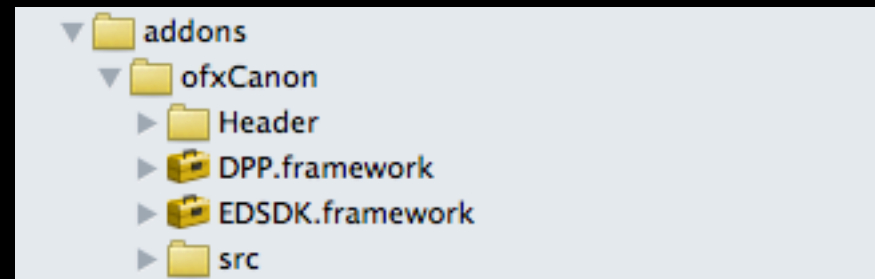 addons
ofxCanon
Header
DPP.framework
EDSDK.framework
src